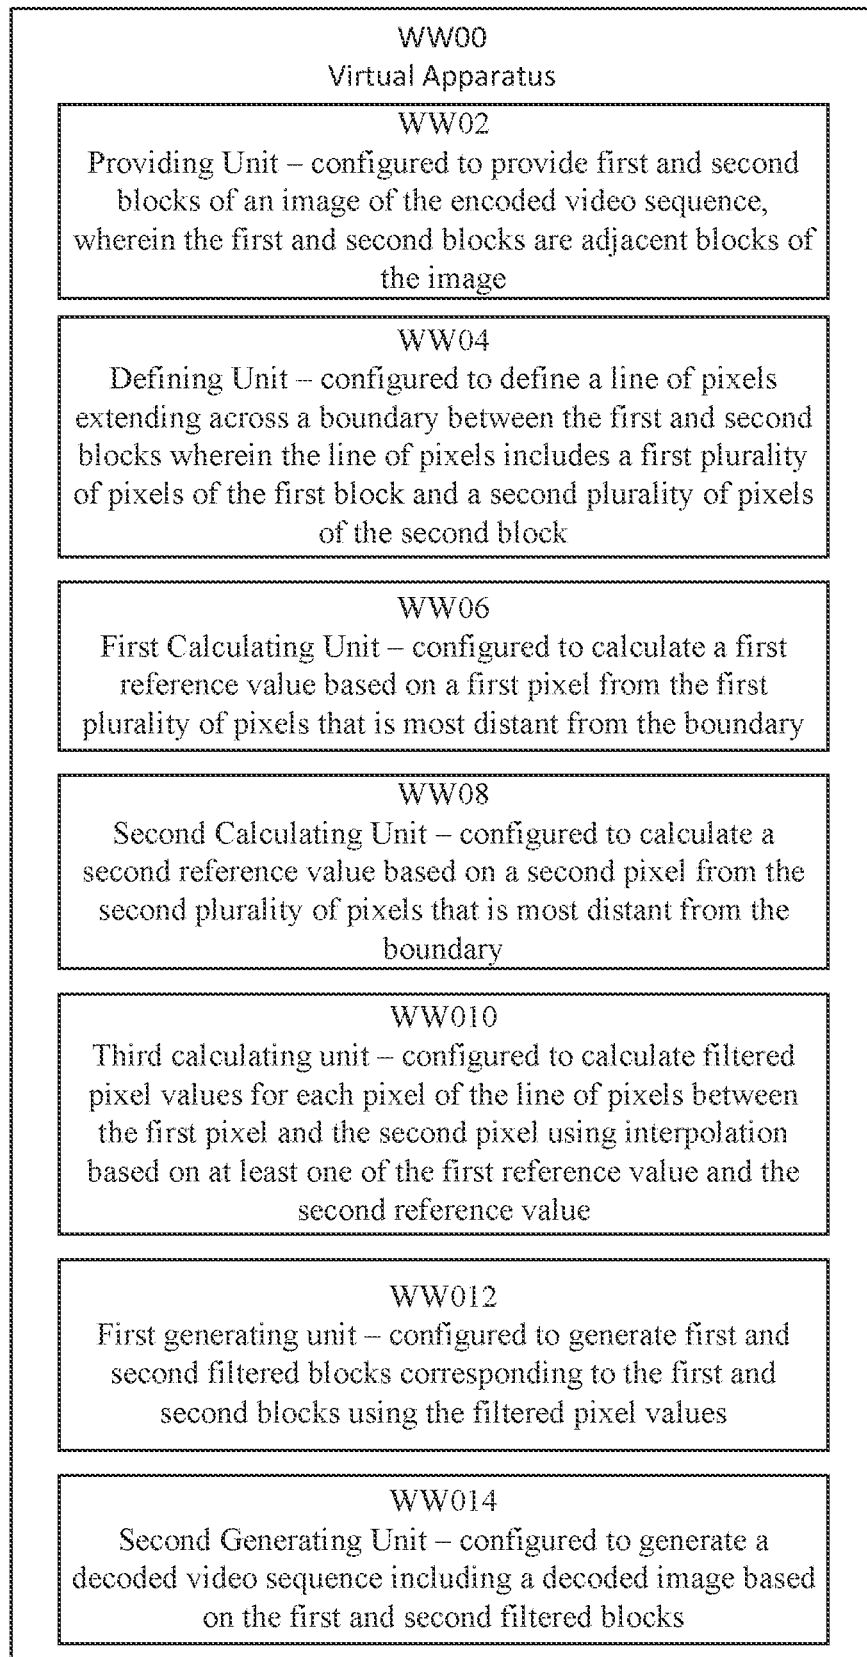 WW00
Virtual Apparatus
WW02
Providing Unit – configured to provide first and second
blocks of an image of the encoded video sequence,
wherein the first and second blocks are adjacent blocks of
the image
WW04
Defining Unit – configured to define a line of pixels
extending across a boundary between the first and second
blocks wherein the line of pixels includes a first plurality
of pixels of the first block and a second plurality of pixels
of the second block
WW06
First Calculating Unit – configured to calculate a first
reference value based on a first pixel from the first
plurality of pixels that is most distant from the boundary
WW08
Second Calculating Unit – configured to calculate a
second reference value based on a second pixel from the
second plurality of pixels that is most distant from the
boundary
WW010
Third calculating unit – configured to calculate filtered
pixel values for each pixel of the line of pixels between
the first pixel and the second pixel using interpolation
based on at least one of the first reference value and the
second reference value
WW012
First generating unit – configured to generate first and
second filtered blocks corresponding to the first and
second blocks using the filtered pixel values
WW014
Second Generating Unit – configured to generate a
decoded video sequence including a decoded image based
on the first and second filtered blocks